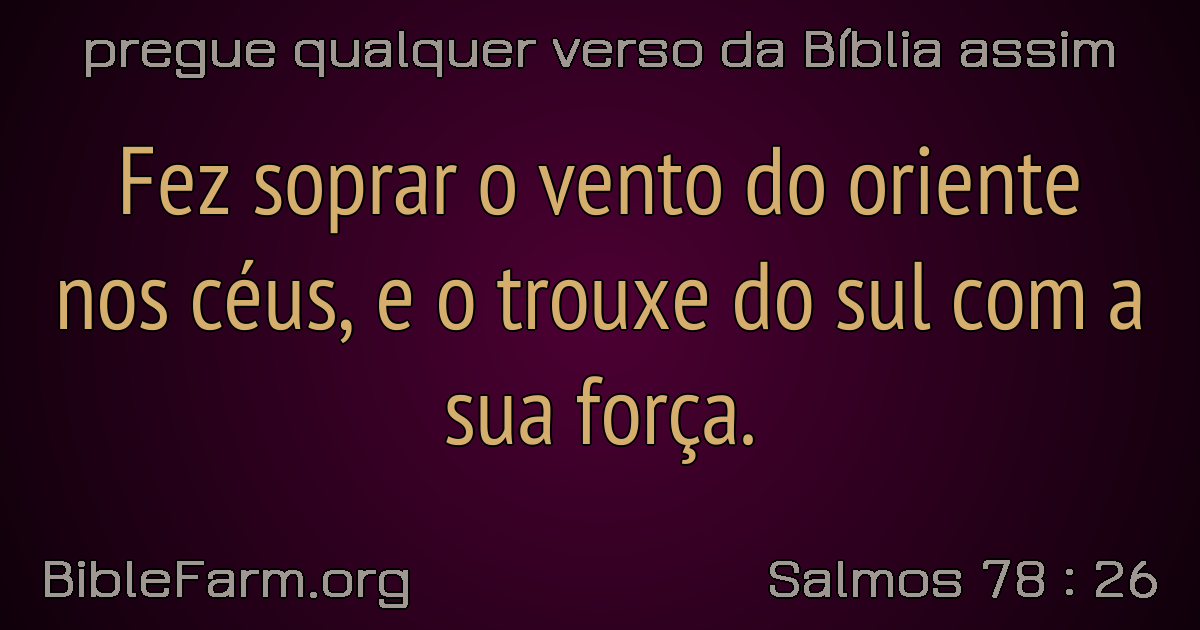 pregue qualquer verso da Bíblia assim
Fez soprar o vento do oriente
nos céus, e o trouxe do sul com a
sua força.
BibleFarm.org
Salmos 78 : 26